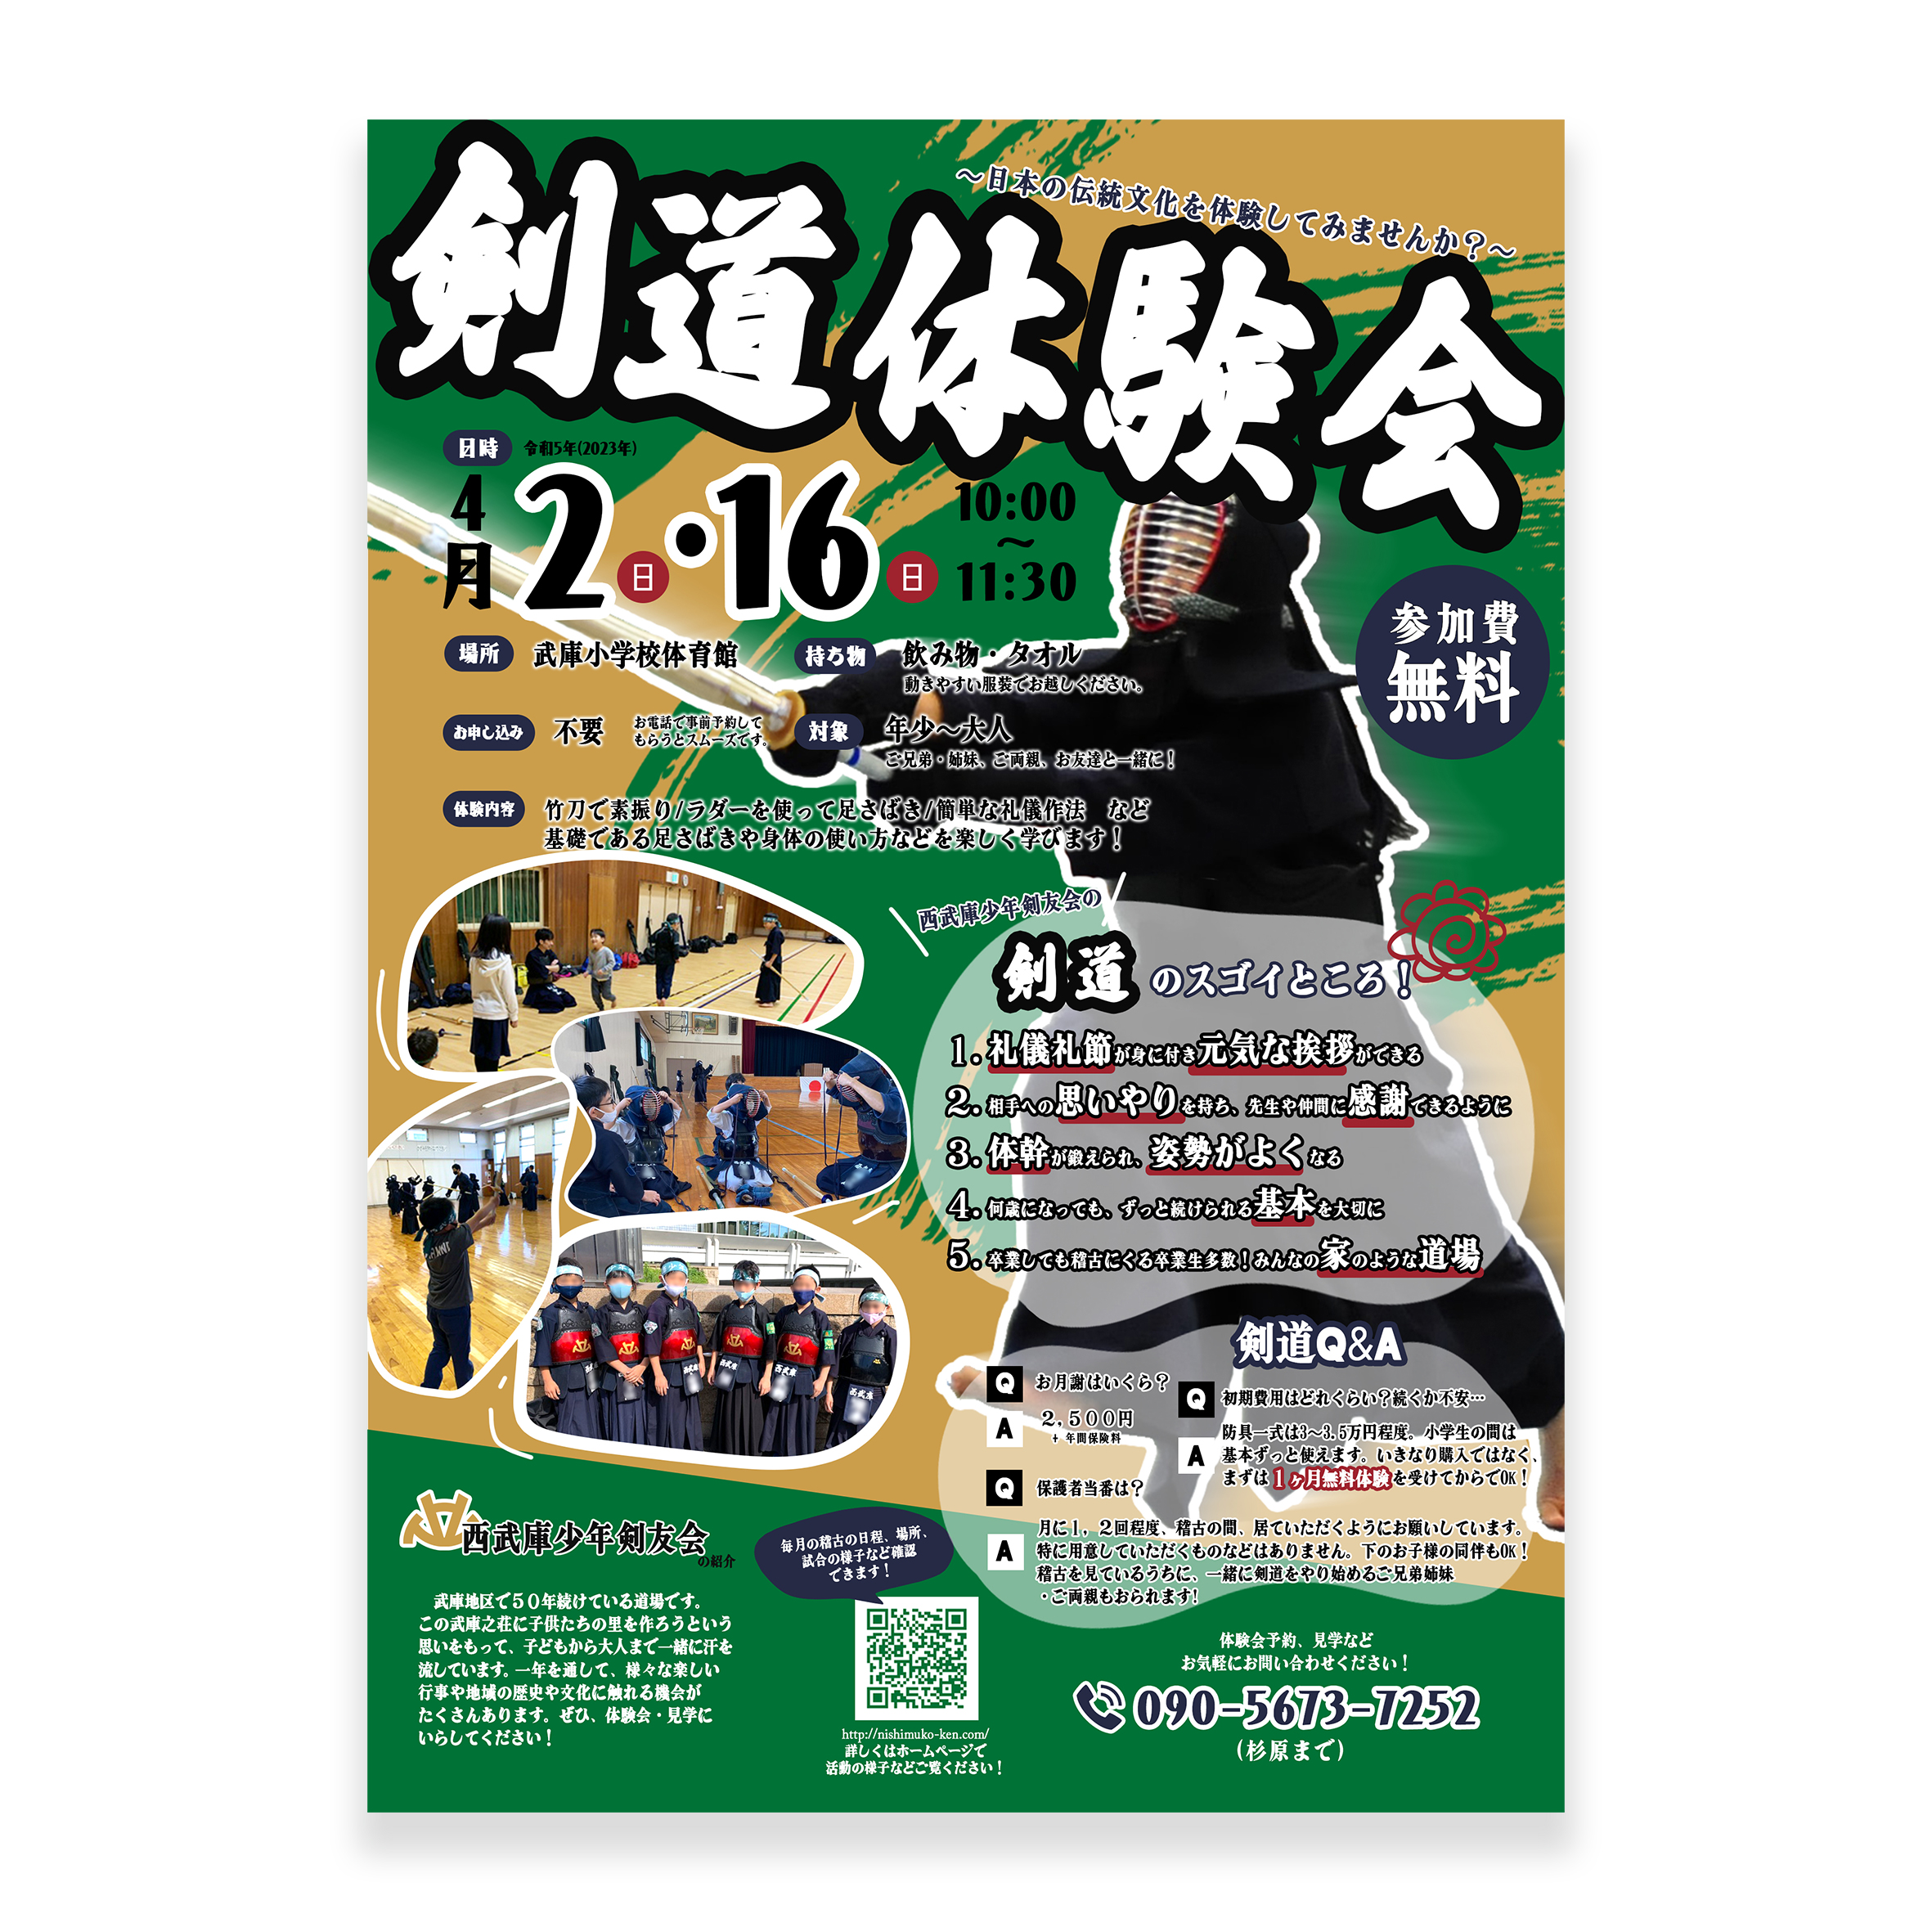 ～日本の伝統文化を体験してみませんか?～
剣道体験会
日時 令和5年(2023年)
4月 2 日 ・ 16 日 10:00～11:30
参加費
無料
場所 武庫小学校体育館
持ち物 飲み物・タオル
動きやすい服装でお越しください。
お申し込み 不要 お電話で事前予約して
もらうとスムーズです。
対象 年少～大人
ご兄弟・姉妹、ご両親、お友達と一緒に！
体験内容 竹刀で素振り/ラダーを使って足さばき/簡単な礼儀作法　など
基礎である足さばきや身体の使い方などを楽しく学びます！
西武庫少年剣友会の
剣道のスゴイところ！
1. 礼儀礼節が身に付き元気な挨拶ができる
2. 相手への思いやりを持ち、先生や仲間に感謝できるように
3. 体幹が鍛えられ、姿勢がよくなる
4. 何歳になっても、ずっと続けられる基本を大切に
5. 卒業しても稽古にくる卒業生多数！みんなの家のような道場
西武庫
西武庫
西武庫
西武庫
剣道Q&A
Q お月謝はいくら？
A 2,500円
+ 年間保険料
Q 初期費用はどれくらい？続くか不安…
A 防具一式は3～3.5万円程度。小学生の間は
基本ずっと使えます。いきなり購入ではなく、
まずは1ヶ月無料体験を受けてからでOK！
Q 保護者当番は？
A 月に1，2回程度、稽古の間、居ていただくようにお願いしています。
特に用意していただくものなどはありません。下のお子様の同伴もOK！
稽古を見ているうちに、一緒に剣道をやり始めるご兄弟姉妹
・ご両親もおられます!
西武庫少年剣友会
の紹介
武庫地区で50年続けている道場です。
この武庫之荘に子供たちの里を作ろうという
思いをもって、子どもから大人まで一緒に汗を
流しています。一年を通して、様々な楽しい
行事や地域の歴史や文化に触れる機会が
たくさんあります。ぜひ、体験会・見学に
いらしてください！
毎月の稽古の日程、場所、
試合の様子など確認
できます！
http://nishimuko-ken.com/
詳しくはホームページで
活動の様子などご覧ください！
体験会予約、見学など
お気軽にお問い合わせください！
090-5673-7252
(杉原まで)